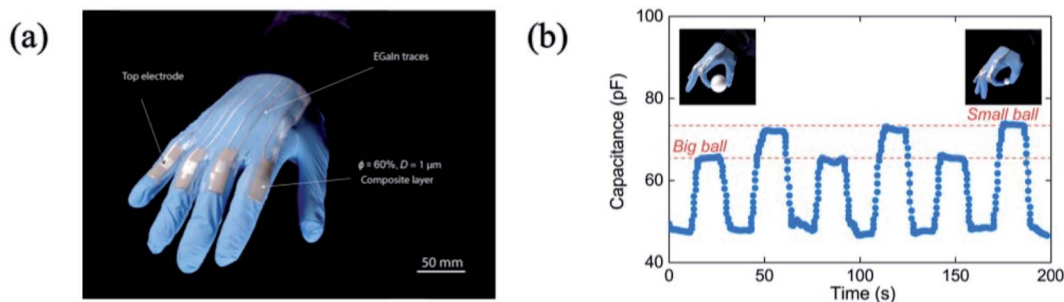 (a)
Top electrode
EGaIn traces
ϕ = 60%, D = 1 μm
Composite layer
50 mm
(b)
Capacitance (pF)
100
80
60
40
Small ball
Big ball
0
50
100
150
200
Time (s)